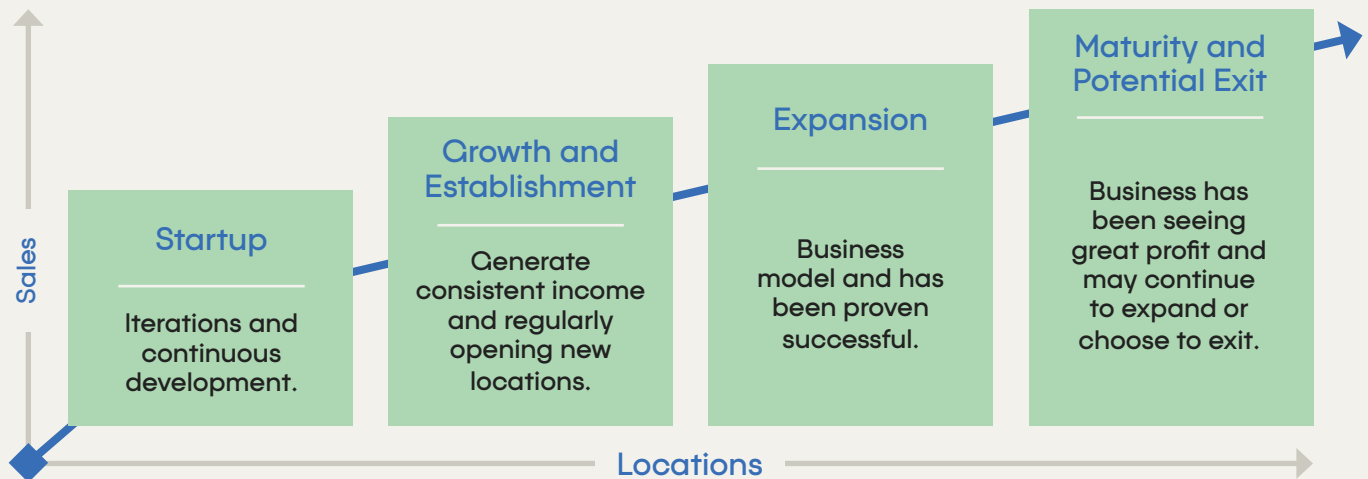 Sales
Startup
Iterations and
continuous
development.
Growth and
Establishment
Generate
consistent income
and regularly
opening new
locations.
Expansion
Business
model and has
been proven
successful.
Maturity and
Potential Exit
Business has
been seeing
great profit and
may continue
to expand or
choose to exit.
Locations